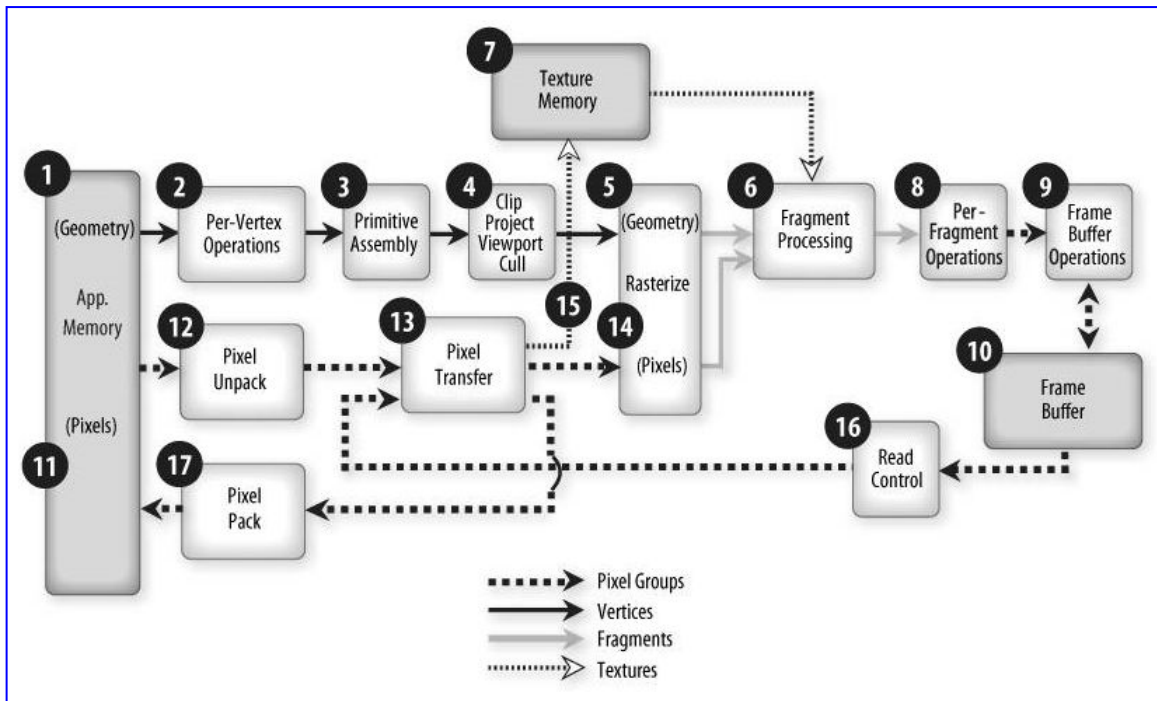 7
Texture
Memory
1
(Geometry)
App.
Memory
(Pixels)
11
2
Per-Vertex
Operations
3
Primitive
Assembly
4
Clip
Project
Viewport
Cull
5
(Geometry)
Rasterize
14
(Pixels)
6
Fragment
Processing
8
Per-
Fragment
Operations
9
Frame
Buffer
Operations
15
12
Pixel
Unpack
13
Pixel
Transfer
10
Frame
Buffer
16
Read
Control
17
Pixel
Pack
Pixel Groups
Vertices
Fragments
Textures